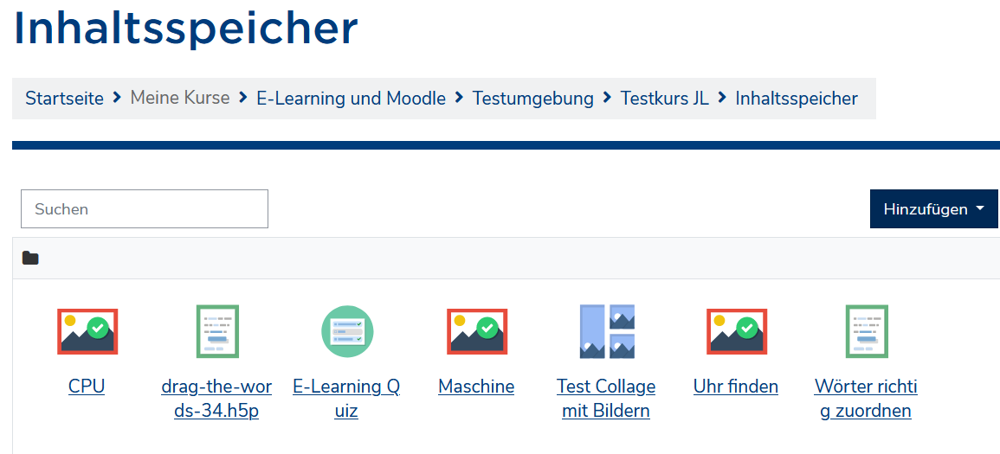 Inhaltsspeicher
Startseite > Meine Kurse > E-Learning und Moodle > Testumgebung > Testkurs JL > Inhaltsspeicher
Suchen
Hinzufügen
CPU
drag-the-wor
ds-34.h5p
E-Learning Q
uiz
Maschine
Test Collage
mit Bildern
Uhr finden
Wörter richti
g zuordnen